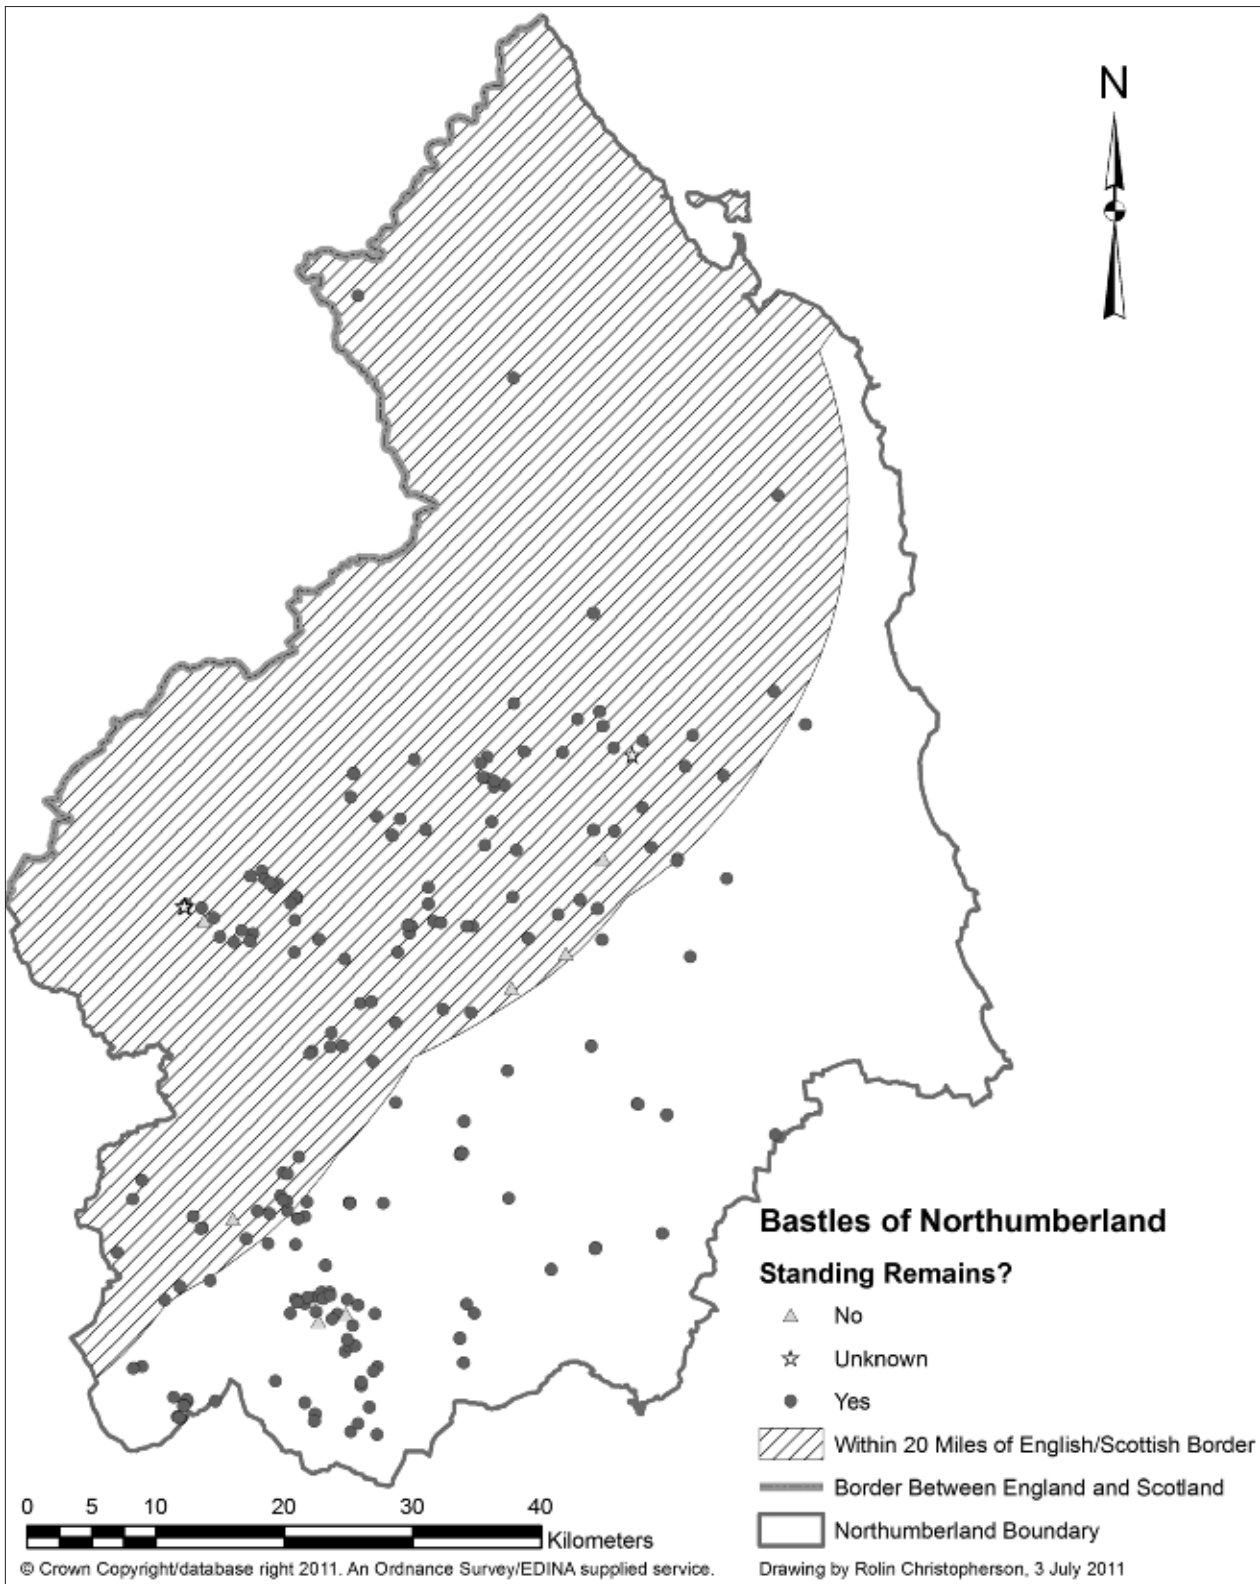 N
Bastles of Northumberland
Standing Remains?
No
Unknown
Yes
Within 20 Miles of English/Scottish Border
Border Between England and Scotland
Northumberland Boundary
0 5 10 20 30 40
Kilometers
© Crown Copyright/database right 2011. An Ordnance Survey/EDINA supplied service.
Drawing by Rolin Christopherson, 3 July 2011